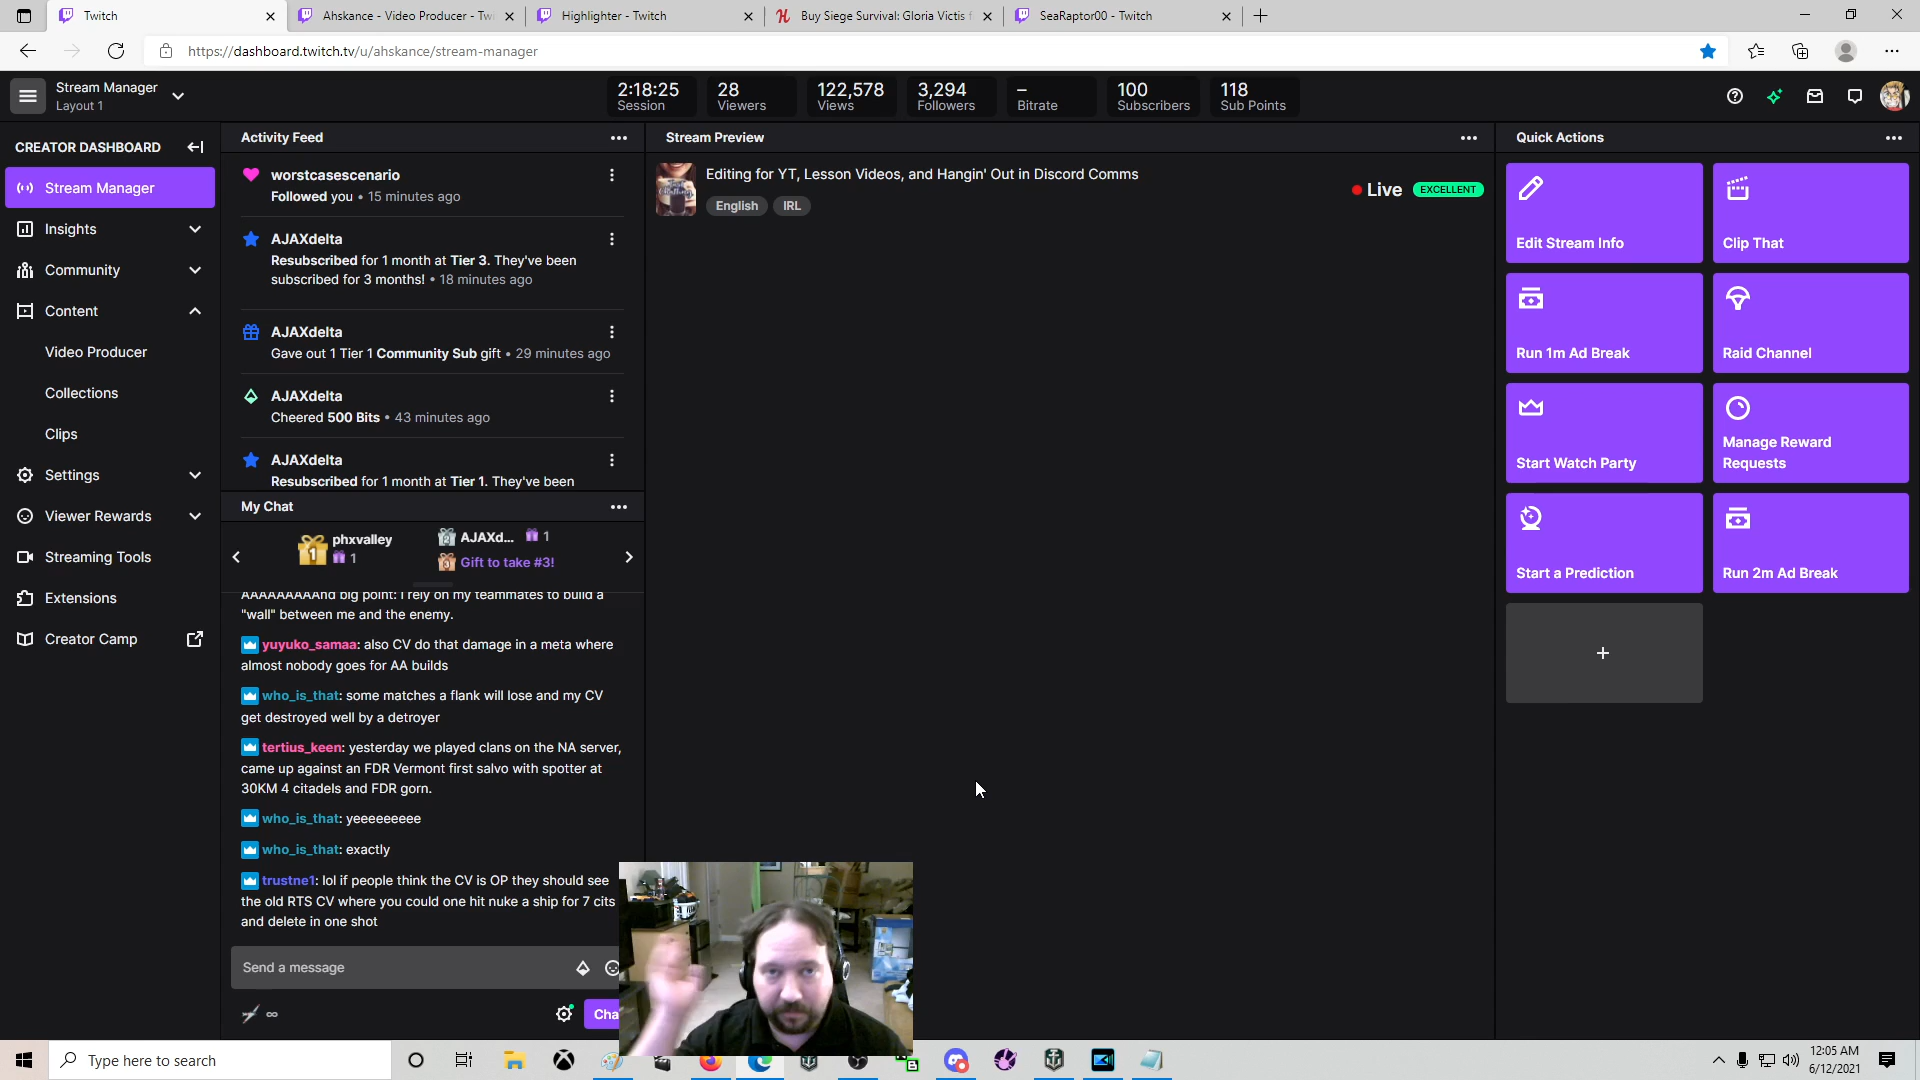 Twitch
Ahskance - Video Producer - Tw
Highlighter - Twitch
Buy Siege Survival: Gloria Victis f
SeaRaptor00 - Twitch
https://dashboard.twitch.tv/u/ahskance/stream-manager
Stream Manager
Layout 1
2:18:25
Session
28
Viewers
122,578
Views
3,294
Followers
–
Bitrate
100
Subscribers
118
Sub Points
CREATOR DASHBOARD
Stream Manager
Insights
Community
Content
Video Producer
Collections
Clips
Settings
Viewer Rewards
Streaming Tools
Extensions
Creator Camp
Activity Feed
worstcasescenario
Followed you • 15 minutes ago
AJAXdelta
Resubscribed for 1 month at Tier 3. They've been
subscribed for 3 months! • 18 minutes ago
AJAXdelta
Gave out 1 Tier 1 Community Sub gift • 29 minutes ago
AJAXdelta
Cheered 500 Bits • 43 minutes ago
AJAXdelta
Resubscribed for 1 month at Tier 1. They've been
My Chat
1
phxvalley
1
AJAXd... 1
Gift to take #3!
AAAAAAAAAnd big point: I rely on my teammates to build a
"wall" between me and the enemy.
yuyuko_samaa: also CV do that damage in a meta where
almost nobody goes for AA builds
who_is_that: some matches a flank will lose and my CV
get destroyed well by a detroyer
tertius_keen: yesterday we played clans on the NA server,
came up against an FDR Vermont first salvo with spotter at
30KM 4 citadels and FDR gorn.
who_is_that: yeeeeeeeee
who_is_that: exactly
trustne1: lol if people think the CV is OP they should see
the old RTS CV where you could one hit nuke a ship for 7 cits
and delete in one shot
Send a message
∞
Cha
Stream Preview
Editing for YT, Lesson Videos, and Hangin' Out in Discord Comms
English
IRL
Live
EXCELLENT
Quick Actions
Edit Stream Info
Clip That
Run 1m Ad Break
Raid Channel
Start Watch Party
Manage Reward
Requests
Start a Prediction
Run 2m Ad Break
+
Type here to search
12:05 AM
6/12/2021